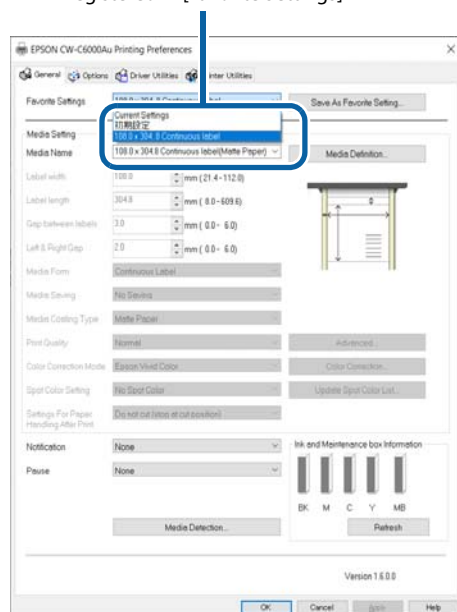 EPSON CW-C6000Au Printing Preferences
General Options Driver Utilities Printer Utilities
Favorite Settings
Save As Favorite Setting...
Current Settings
初期設定
108.0 x 304.8 Continuous label
Media Setting
Media Name 108.0 x 304.8 Continuous label(Matte Paper) Media Definition...
Label width 108.0 mm ( 21.4 - 112.0)
Label length 304.8 mm ( 8.0 - 609.6)
Gap between labels 3.0 mm ( 0.0 - 6.0)
Left & Right Gap 2.0 mm ( 0.0 - 6.0)
Media Form Continuous Label
Media Saving No Saving
Media Coating Type Matte Paper
Print Quality Normal Advanced...
Color Correction Mode Epson Vivid Color Color Correction...
Spot Color Setting No Spot Color Update Spot Color List...
Settings For Paper
Handling After Print Do not cut (stop at cut position)
Notification None Ink and Maintenance box Information
Pause None
BK M C Y MB
Media Detection... Refresh
Version 1.6.0.0
OK Cancel Apply Help